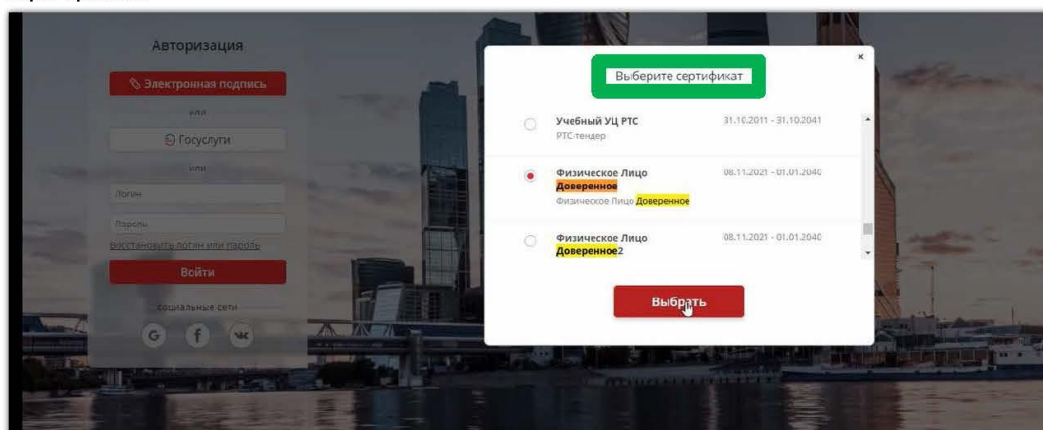 Авторизация
Электронная подпись
или
Госуслуги
или
Логин
Пароль
восстановить логин или пароль
Войти
социальные сети
G f
Выберите сертификат
×
Учебный УЦ РТС 31.10.2011 - 31.10.2041
РТС-тендер
Физическое Лицо 08.11.2021 - 01.01.2040
Доверенное
Физическое Лицо Доверенное
Физическое Лицо 08.11.2021 - 01.01.2040
Доверенное2
Выбрать